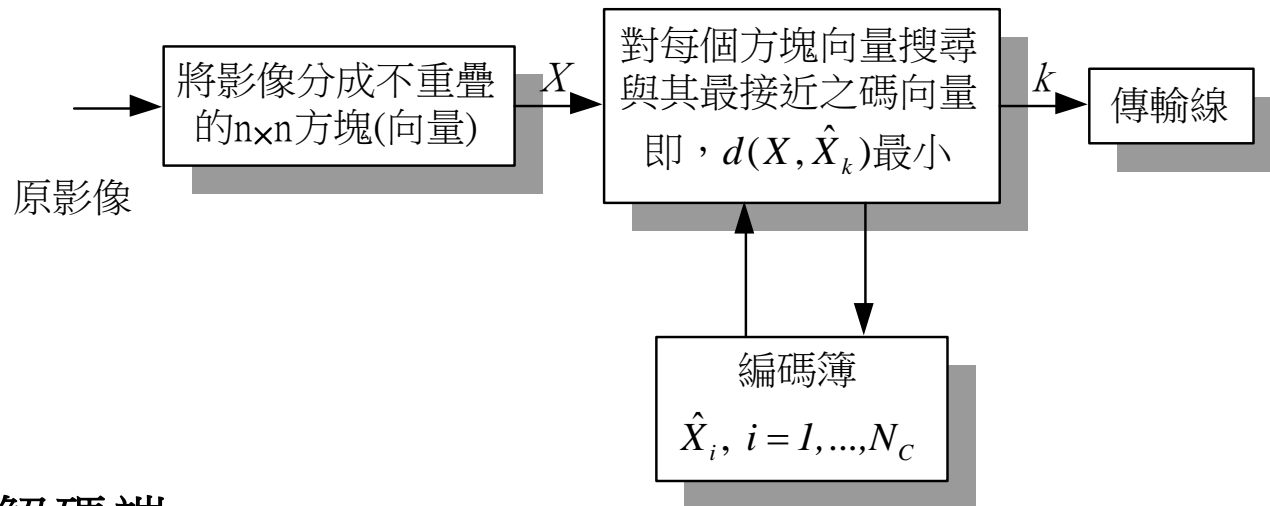 將影像分成不重疊
的n×n方塊(向量)
原影像
X
對每個方塊向量搜尋
與其最接近之碼向量
即，d(X, X̂ₖ)最小
k
傳輸線
編碼簿
X̂ᵢ, i = 1,...,N_C